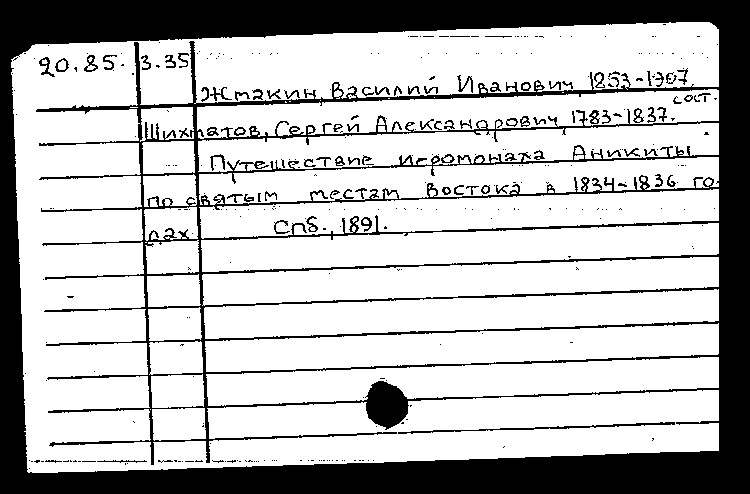 20.85. 3.35
Жмакин, Василий Иванович, 1853-1907,
сост.
Шихматов, Сергей Александрович, 1783-1837.
Путешествие иеромонаха Аникиты
по святым местам Востока в 1834-1836 го-
дах. Спб., 1891.